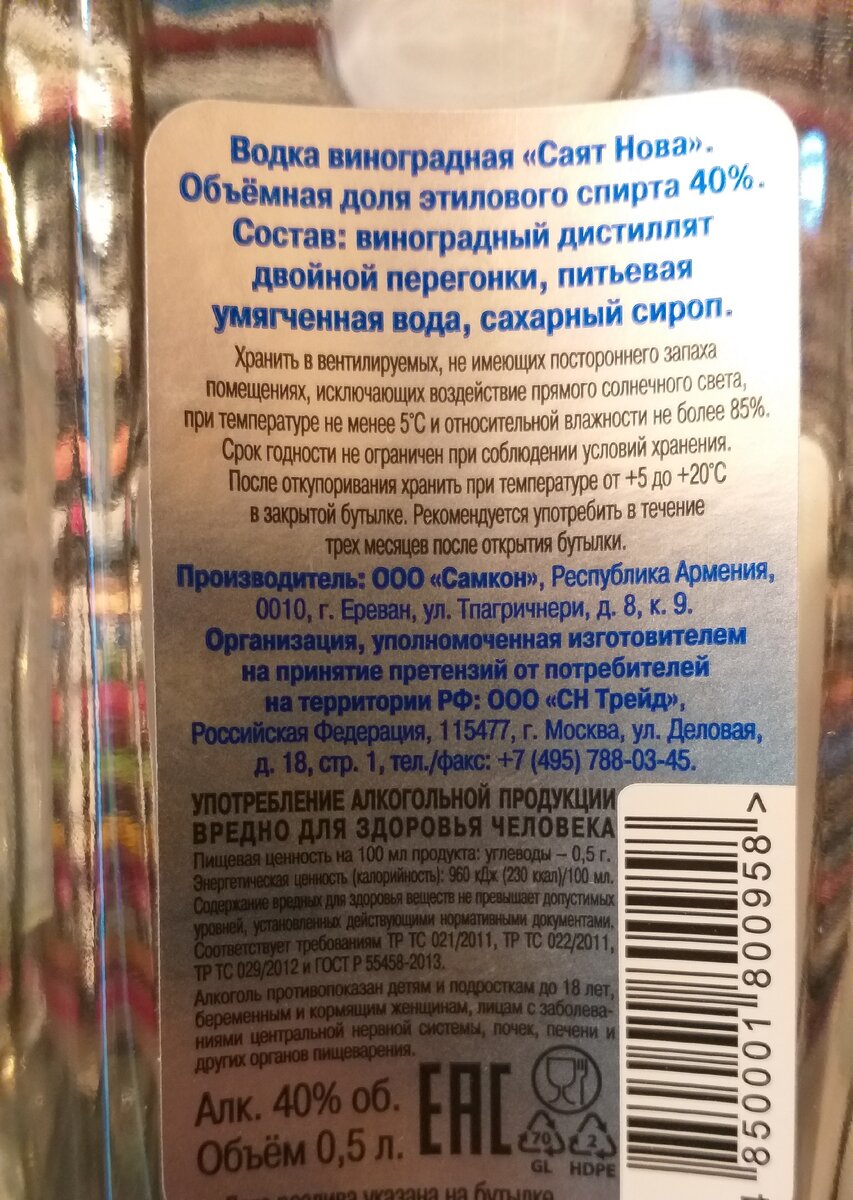 Водка виноградная «Саят Нова».
Объёмная доля этилового спирта 40%.
Состав: виноградный дистиллят
двойной перегонки, питьевая
умягченная вода, сахарный сироп.
Хранить в вентилируемых, не имеющих постороннего запаха
помещениях, исключающих воздействие прямого солнечного света,
при температуре не менее 5°С и относительной влажности не более 85%.
Срок годности не ограничен при соблюдении условий хранения.
После откупоривания хранить при температуре от +5 до +20°С
в закрытой бутылке. Рекомендуется употребить в течение
трех месяцев после открытия бутылки.
Производитель: ООО «Самкон», Республика Армения,
0010, г. Ереван, ул. Тпагричнери, д. 8, к. 9.
Организация, уполномоченная изготовителем
на принятие претензий от потребителей
на территории РФ: ООО «СН Трейд»,
Российская Федерация, 115477, г. Москва, ул. Деловая,
д. 18, стр. 1, тел./факс: +7 (495) 788-03-45.
УПОТРЕБЛЕНИЕ АЛКОГОЛЬНОЙ ПРОДУКЦИИ
ВРЕДНО ДЛЯ ЗДОРОВЬЯ ЧЕЛОВЕКА
Пищевая ценность на 100 мл продукта: углеводы – 0,5 г.
Энергетическая ценность (калорийность): 960 кДж (230 ккал)/100 мл.
Содержание вредных для здоровья веществ не превышает допустимых
уровней, установленных действующими нормативными документами.
Соответствует требованиям ТР ТС 021/2011, ТР ТС 022/2011,
ТР ТС 029/2012 и ГОСТ Р 55458-2013.
Алкоголь противопоказан детям и подросткам до 18 лет,
беременным и кормящим женщинам, лицам с заболева-
ниями центральной нервной системы, почек, печени и
других органов пищеварения.
Алк. 40% об.
Объём 0,5 л.
EAC
70
GL
2
HDPE
850001 800958 >
розлива указана на бутылке